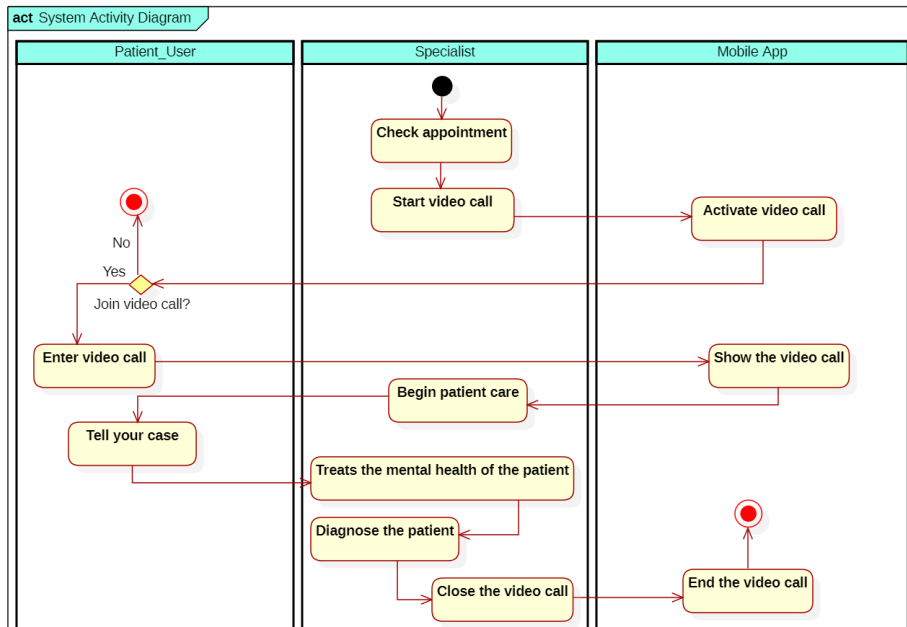 act System Activity Diagram
Patient_User
Specialist
Mobile App
Check appointment
Start video call
Activate video call
No
Yes
Join video call?
Enter video call
Show the video call
Begin patient care
Tell your case
Treats the mental health of the patient
Diagnose the patient
Close the video call
End the video call